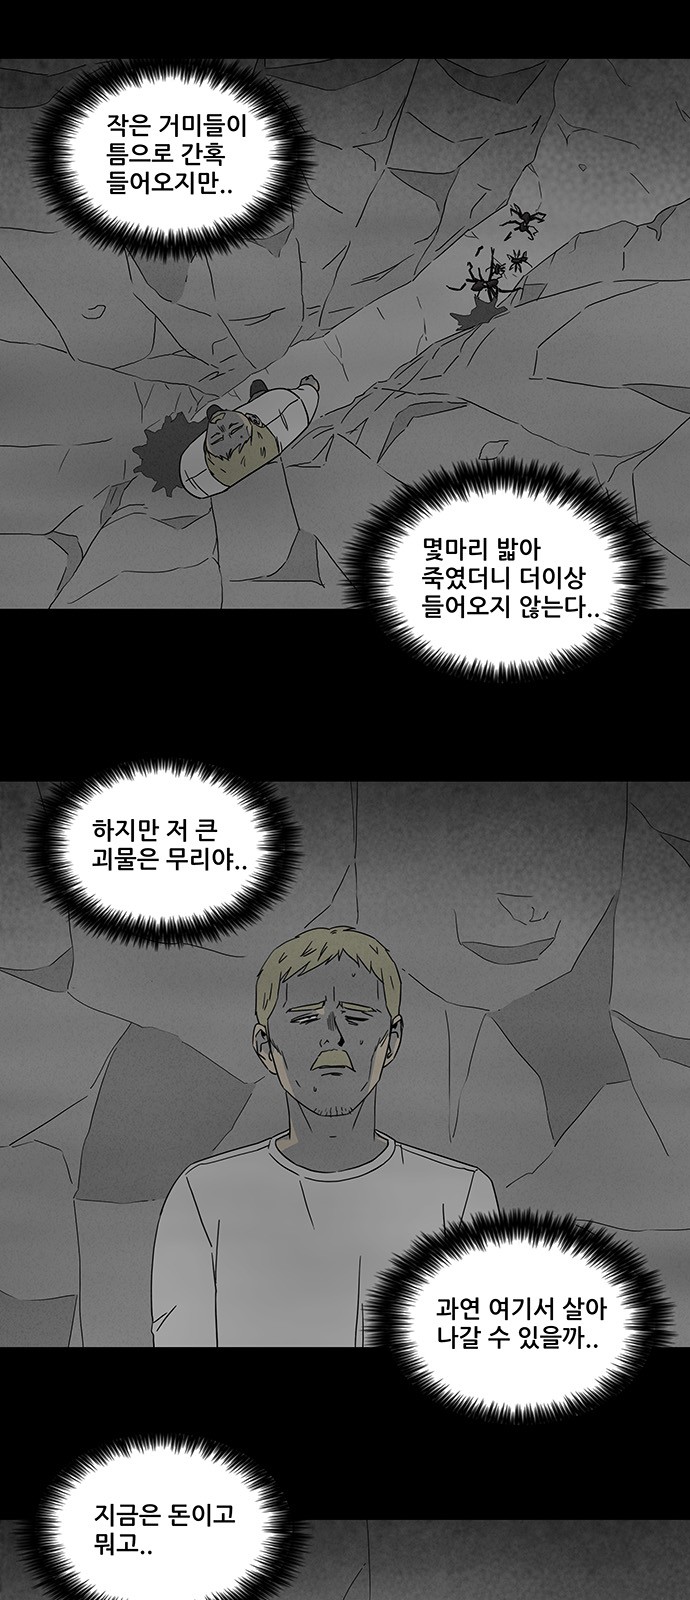 작은 거미들이
틈으로 간혹
들어오지만..
몇마리 밟아
죽였더니 더이상
들어오지 않는다..
하지만 저 큰
괴물은 무리야..
과연 여기서 살아
나갈 수 있을까..
지금은 돈이고
뭐고..